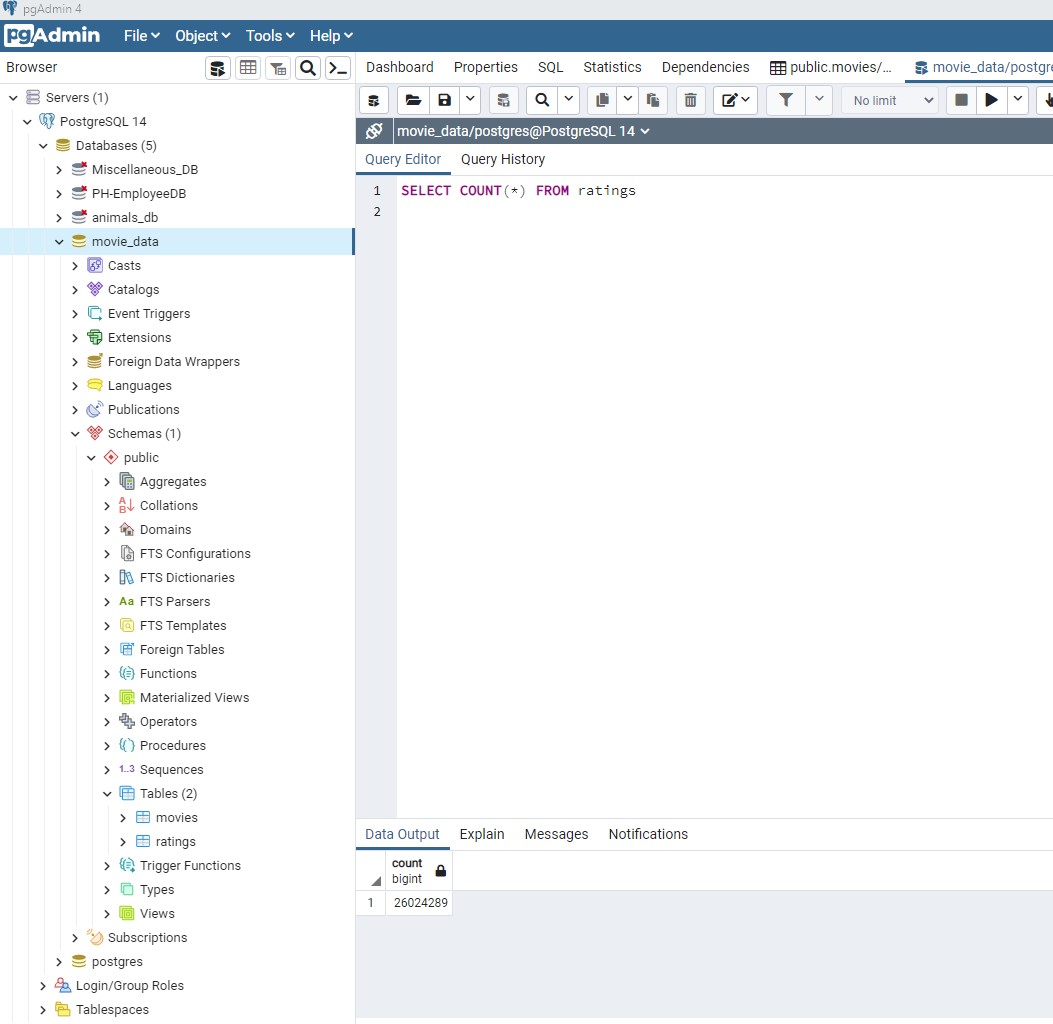 pgAdmin 4
pgAdmin File Object Tools Help
Browser
Dashboard Properties SQL Statistics Dependencies public.movies/... movie_data/postgre
Servers (1)
PostgreSQL 14
Databases (5)
Miscellaneous_DB
PH-EmployeeDB
animals_db
movie_data
Casts
Catalogs
Event Triggers
Extensions
Foreign Data Wrappers
Languages
Publications
Schemas (1)
public
Aggregates
Collations
Domains
FTS Configurations
FTS Dictionaries
Aa FTS Parsers
FTS Templates
Foreign Tables
Functions
Materialized Views
Operators
Procedures
1..3 Sequences
Tables (2)
movies
ratings
Trigger Functions
Types
Views
Subscriptions
postgres
Login/Group Roles
Tablespaces
No limit
movie_data/postgres@PostgreSQL 14
Query Editor Query History
1 SELECT COUNT(*) FROM ratings
2
Data Output Explain Messages Notifications
count
bigint
1 26024289